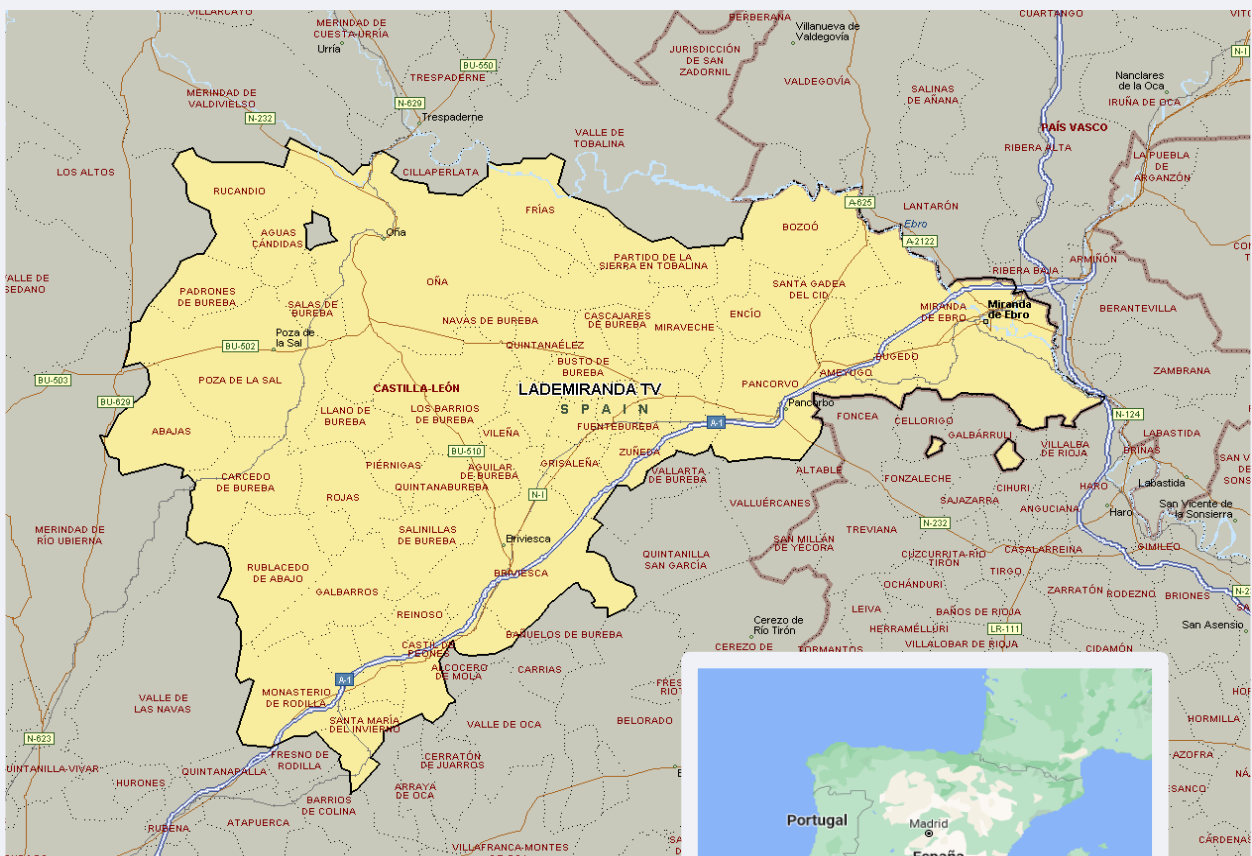 VILLARCAYO
MERINDAD DE
CUESTA-URRÍA
Urría
BERBERANA
Villanueva de
Valdegovía
CUARTANGO
N-I
JURISDICCIÓN
DE SAN
ZADORNIL
BU-550
TRESPADERNE
VALDEGOVÍA
Nanclares
de la Oca
MERINDAD DE
VALDIVIELSO
N-629
SALINAS
DE AÑANA
IRUÑA DE OCA
N-232
Trespaderne
VALLE DE
TOBALINA
PAÍS VASCO
RIBERA ALTA
LA PUEBLA
DE
ARGANZÓN
LOS ALTOS
CILLAPERLATA
RUCANDIO
FRÍAS
A-625
LANTARÓN
Ebro
BOZOÓ
AGUAS
CÁNDIDAS
Oña
A-2122
PARTIDO DE LA
SIERRA EN TOBALINA
ARMIÑÓN
RIBERA BAJA
VALLE DE
SEDANO
OÑA
SANTA GADEA
DEL CID
PADRONES
DE BUREBA
SALAS DE
BUREBA
MIRANDA
DE EBRO
Miranda
de Ebro
BERANTEVILLA
NAVAS DE BUREBA
CASCAJARES
DE BUREBA
MIRAVECHE
ENCÍO
Poza de
la Sal
BU-502
QUINTANAÉLEZ
BUGEDO
BUSTO DE
BUREBA
AMEYUGO
ZAMBRANA
BU-503
POZA DE LA SAL
CASTILLA-LEÓN
LADEMIRANDA TV
PANCORVO
BU-629
SPAIN
Pancorbo
LLANO DE
BUREBA
LOS BARRIOS
DE BUREBA
FONCEA
CELLORIGO
N-124
A-1
FUENTEBUREBA
ABAJAS
VILEÑA
GALBÁRRULI
LABASTIDA
VILLALBA
DE RIOJA
BRIÑAS
BU-510
ZUÑEDA
PIÉRNIGAS
AGUILAR
DE BUREBA
GRISALEÑA
VALLARTA
DE BUREBA
ALTABLE
CARCEDO
DE BUREBA
FONZALECHE
CIHURI
HARO
Labastida
QUINTANABUREBA
N-I
ROJAS
VALLUÉRCANES
SAJAZARRA
ANGUCIANA
Haro
San Vicente de
la Sonsierra
MERINDAD DE
RÍO UBIERNA
SALINILLAS
DE BUREBA
TREVIANA
N-232
Briviesca
SAN MILLÁN
DE YÉCORA
CUZCURRITA-RIO
TIRÓN
CASALARREINA
GIMILEO
QUINTANILLA
SAN GARCÍA
RUBLACEDO
DE ABAJO
BRIVIESCA
TIRGO
OCHÁNDURI
GALBARROS
ZARRATÓN
RODEZNO
BRIONES
REINOSO
LEIVA
BAÑOS DE RIOJA
Cerezo de
Río Tirón
HERRAMÉLLURI
LR-111
San Asensio
BAÑUELOS DE BUREBA
CASTIL DE
PEONES
CEREZO DE
TORMANTOS
VILLALOBAR DE RIOJA
CIDAMÓN
ALCOCERO
DE MOLA
CARRIAS
A-1
MONASTERIO
DE RODILLA
VALLE DE
LAS NAVAS
SANTA MARÍA
DEL INVIERNO
VALLE DE OCA
BELORADO
HORMILLA
N-623
FRESNO DE
RODILLA
CERRATÓN
DE JUARROS
AZOFRA
QUINTANAPALLA
HURONES
ARRAYA
DE OCA
BARRIOS
DE COLINA
Portugal
Madrid
ATAPUERCA
RUBENA
VILLAFRANCA-MONTES
España